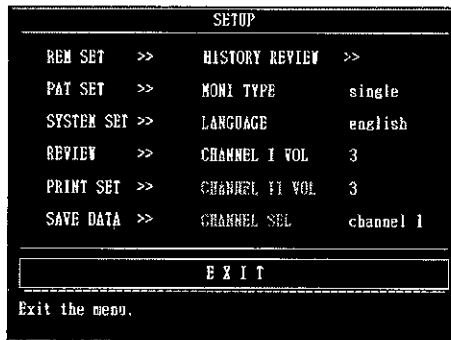 SETUP
REM SET >> HISTORY REVIEW >>
PAT SET >> MONI TYPE single
SYSTEM SET >> LANGUAGE english
REVIEW >> CHANNEL I VOL 3
PRINT SET >> CHANNEL II VOL 3
SAVE DATA >> CHANNEL SEL channel 1
E X I T
Exit the menu.